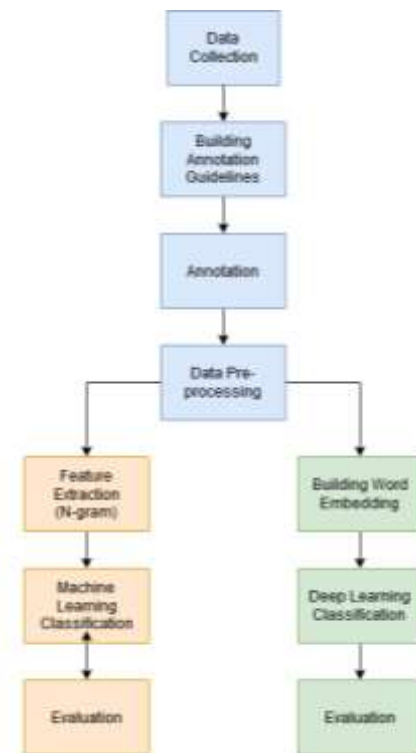 Data
Collection
Building
Annotation
Guidelines
Annotation
Data Pre-
processing
Feature
Extraction
(N-gram)
Building Word
Embedding
Machine
Learning
Classification
Deep Learning
Classification
Evaluation
Evaluation